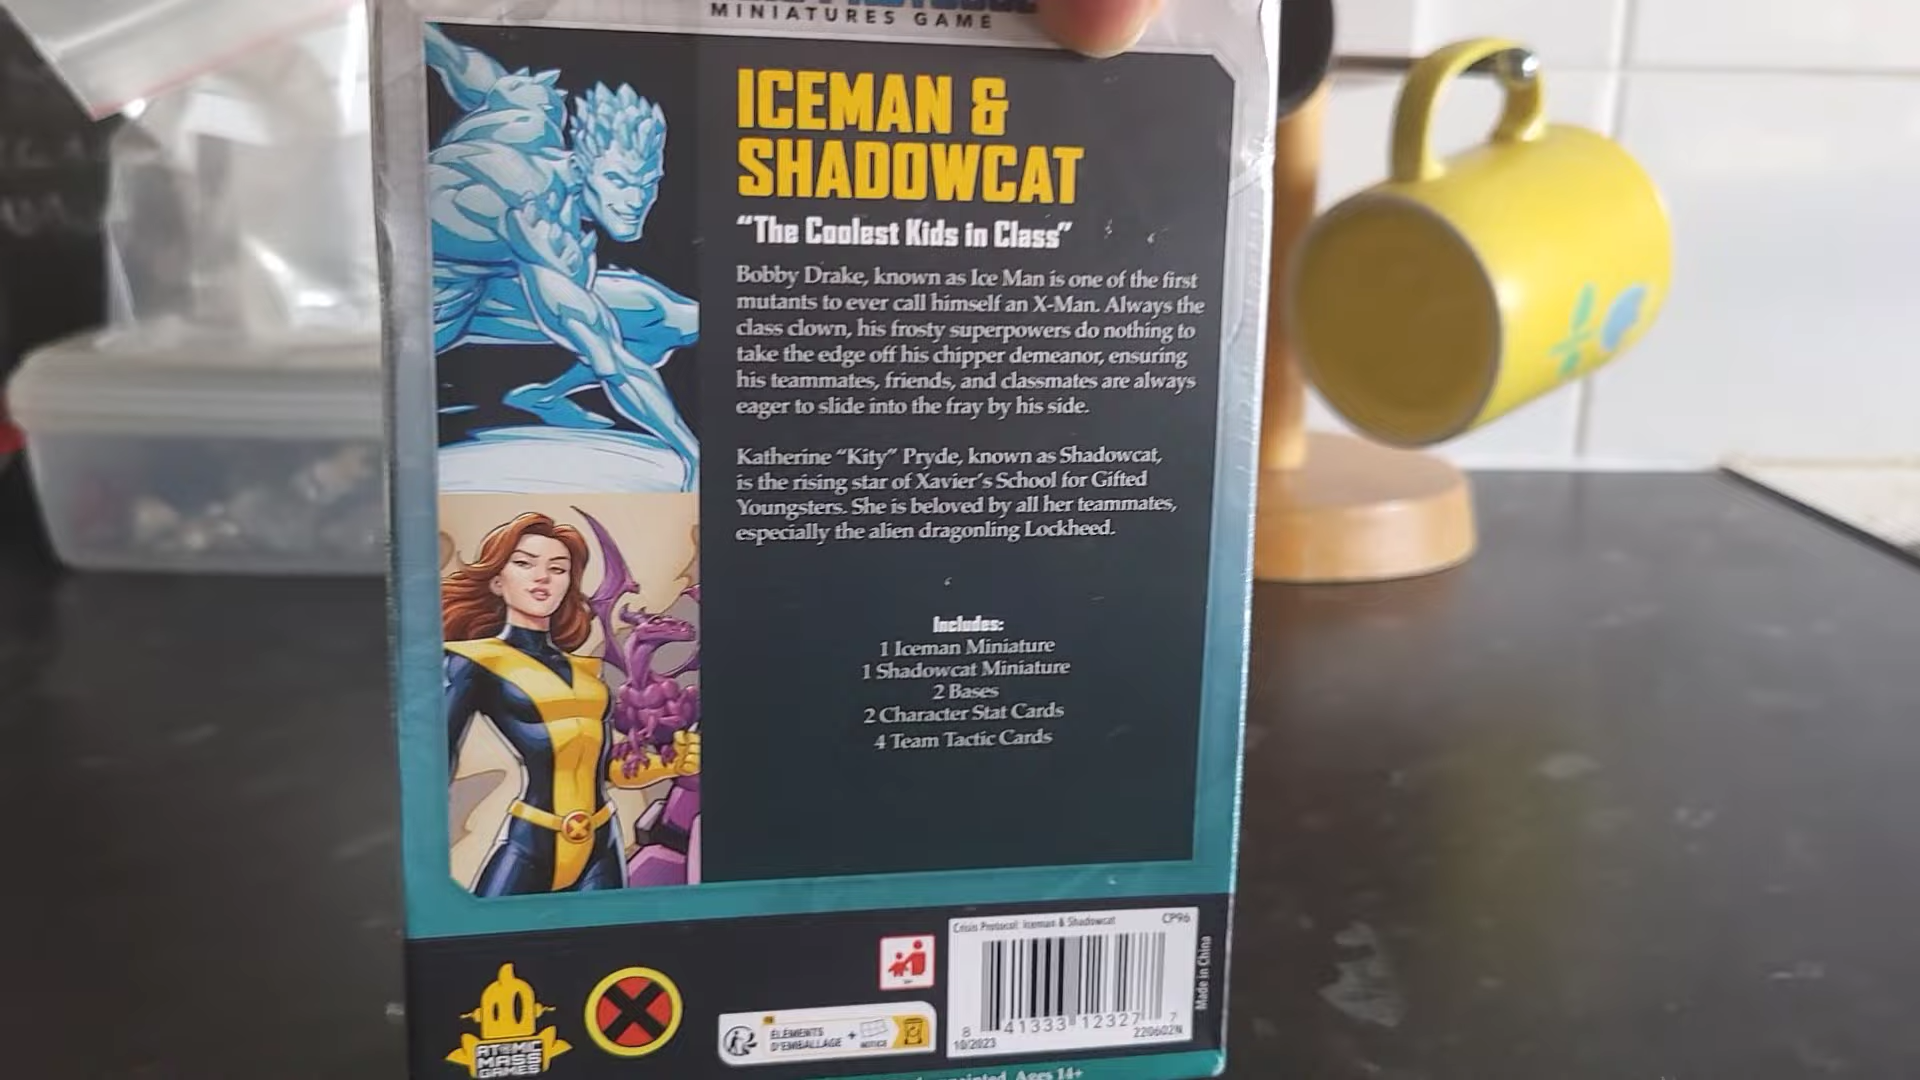 MINIATURES GAME
ICEMAN &
SHADOWCAT
“The Coolest Kids in Class”
Bobby Drake, known as Ice Man is one of the first
mutants to ever call himself an X-Man. Always the
class clown, his frosty superpowers do nothing to
take the edge off his chipper demeanor, ensuring
his teammates, friends, and classmates are always
eager to slide into the fray by his side.
Katherine “Kity” Pryde, known as Shadowcat,
is the rising star of Xavier’s School for Gifted
Youngsters. She is beloved by all her teammates,
especially the alien dragonling Lockheed.
Includes:
1 Iceman Miniature
1 Shadowcat Miniature
2 Bases
2 Character Stat Cards
4 Team Tactic Cards
Crisis Protocol: Iceman & Shadowcat CP96
8 41333 12327 7
10/2023 220602N
Made in China
ÉLÉMENTS
D'EMBALLAGE + NOTICE
ATOMIC
MASS
GAMES
Ages 14+